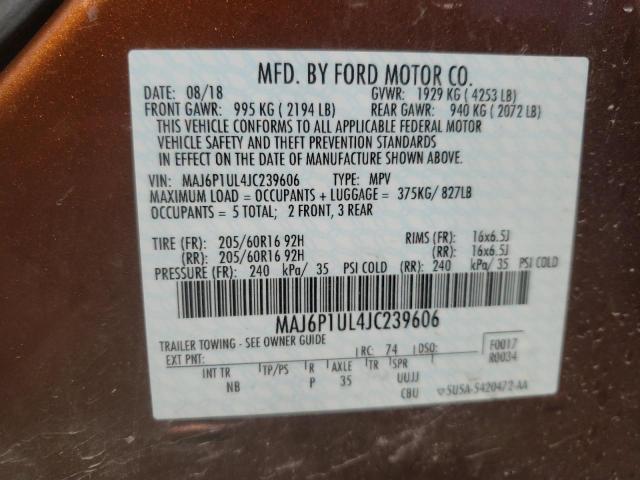 MFD. BY FORD MOTOR CO.
DATE: 08/18 GVWR: 1929 KG ( 4253 LB)
FRONT GAWR: 995 KG ( 2194 LB) REAR GAWR: 940 KG ( 2072 LB)
THIS VEHICLE CONFORMS TO ALL APPLICABLE FEDERAL MOTOR
VEHICLE SAFETY AND THEFT PREVENTION STANDARDS
IN EFFECT ON THE DATE OF MANUFACTURE SHOWN ABOVE.
VIN: MAJ6P1UL4JC239606 TYPE: MPV
MAXIMUM LOAD = OCCUPANTS + LUGGAGE = 375KG/ 827LB
OCCUPANTS = 5 TOTAL; 2 FRONT, 3 REAR
TIRE (FR): 205/60R16 92H RIMS (FR): 16x6.5J
(RR): 205/60R16 92H (RR): 16x6.5J
PRESSURE (FR): 240 kPa/ 35 PSI COLD (RR): 240 kPa/ 35 PSI COLD
MAJ6P1UL4JC239606
TRAILER TOWING - SEE OWNER GUIDE
EXT PNT: RC: 74 DSO: F0017
R0034
INT TR TP/PS R AXLE TR SPR
NB P 35 UUJJ
CBU 5U5A-5420472-AA